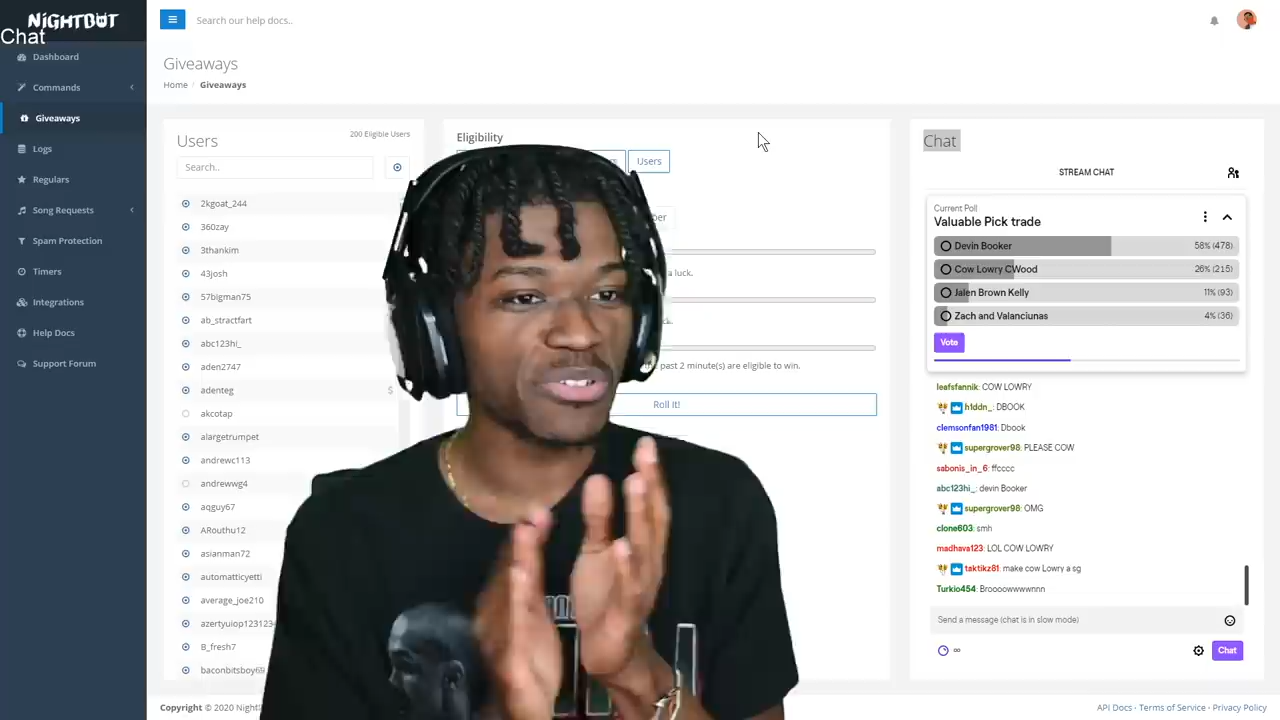 NIGHTBOT
Chat
Search our help docs..
Dashboard
Commands
Giveaways
Logs
Regulars
Song Requests
Spam Protection
Timers
Integrations
Help Docs
Support Forum
Giveaways
Home / Giveaways
Users
200 Eligible Users
Search..
2kgoat_244
360zay
3thankim
43josh
57bigman75
ab_stractfart
abc123hi_
aden2747
adenteg $
akcotap
alargetrumpet
andrewc113
andrewwg4
aqguy67
ARouthu12
asianman72
automatticyetti
average_joe210
azertyuiop1231234
B_fresh7
baconbitsboy69
Eligibility
Users
luck.
past 2 minute(s) are eligible to win.
Roll It!
Chat
STREAM CHAT
Current Poll
Valuable Pick trade
Devin Booker 58% (478)
Cow Lowry CWood 26% (215)
Jalen Brown Kelly 11% (93)
Zach and Valanciunas 4% (36)
Vote
leafsfannik: COW LOWRY
h1ddn_: DBOOK
clemsonfan1981: Dbook
supergrover98: PLEASE COW
sabonis_in_6: ffcccc
abc123hi_: devin Booker
supergrover98: OMG
clone603: smh
madhava123: LOL COW LOWRY
taktikz81: make cow Lowry a sg
Turkio454: Broooowwwnnn
Send a message (chat is in slow mode)
∞
Chat
Copyright © 2020 Night
API Docs - Terms of Service - Privacy Policy